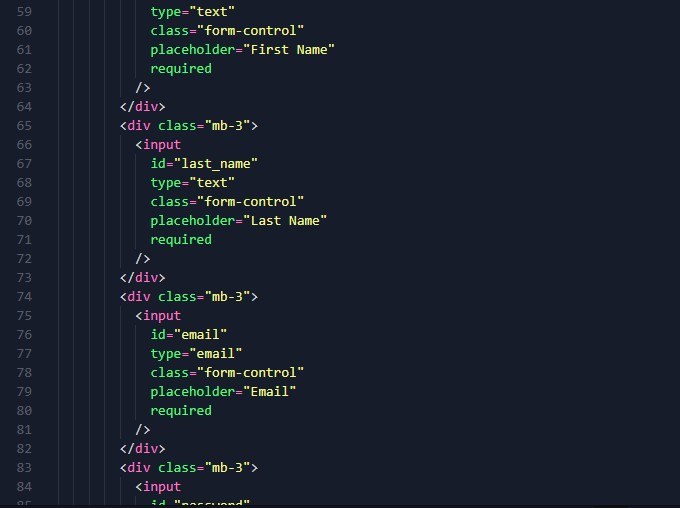 59 type="text"
60 class="form-control"
61 placeholder="First Name"
62 required
63 />
64 </div>
65 <div class="mb-3">
66 <input
67 id="last_name"
68 type="text"
69 class="form-control"
70 placeholder="Last Name"
71 required
72 />
73 </div>
74 <div class="mb-3">
75 <input
76 id="email"
77 type="email"
78 class="form-control"
79 placeholder="Email"
80 required
81 />
82 </div>
83 <div class="mb-3">
84 <input
85 id="password"